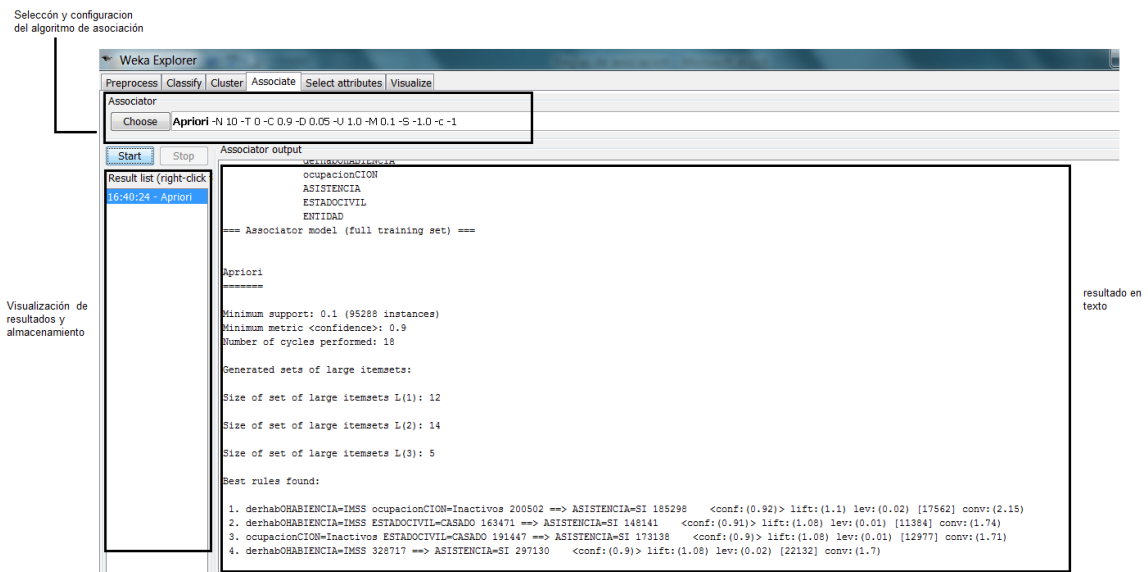 Seleccón y configuracion
del algoritmo de asociación
Weka Explorer
Preprocess Classify Cluster Associate Select attributes Visualize
Associator
Choose Apriori -N 10 -T 0 -C 0.9 -D 0.05 -U 1.0 -M 0.1 -S -1.0 -c -1
Start Stop
Associator output
Result list (right-click
16:40:24 - Apriori
derhabOHABIENCIA
ocupacionCION
ASISTENCIA
ESTADOCIVIL
ENTIDAD
=== Associator model (full training set) ===
Apriori
=======
Minimum support: 0.1 (95288 instances)
Minimum metric <confidence>: 0.9
Number of cycles performed: 18
Generated sets of large itemsets:
Size of set of large itemsets L(1): 12
Size of set of large itemsets L(2): 14
Size of set of large itemsets L(3): 5
Best rules found:
1. derhabOHABIENCIA=IMSS ocupacionCION=Inactivos 200502 ==> ASISTENCIA=SI 185298 <conf:(0.92)> lift:(1.1) lev:(0.02) [17562] conv:(2.15)
2. derhabOHABIENCIA=IMSS ESTADOCIVIL=CASADO 163471 ==> ASISTENCIA=SI 148141 <conf:(0.91)> lift:(1.08) lev:(0.01) [11384] conv:(1.74)
3. ocupacionCION=Inactivos ESTADOCIVIL=CASADO 191447 ==> ASISTENCIA=SI 173138 <conf:(0.9)> lift:(1.08) lev:(0.01) [12977] conv:(1.71)
4. derhabOHABIENCIA=IMSS 328717 ==> ASISTENCIA=SI 297130 <conf:(0.9)> lift:(1.08) lev:(0.02) [22132] conv:(1.7)
Visualización de
resultados y
almacenamiento
resultado en
texto